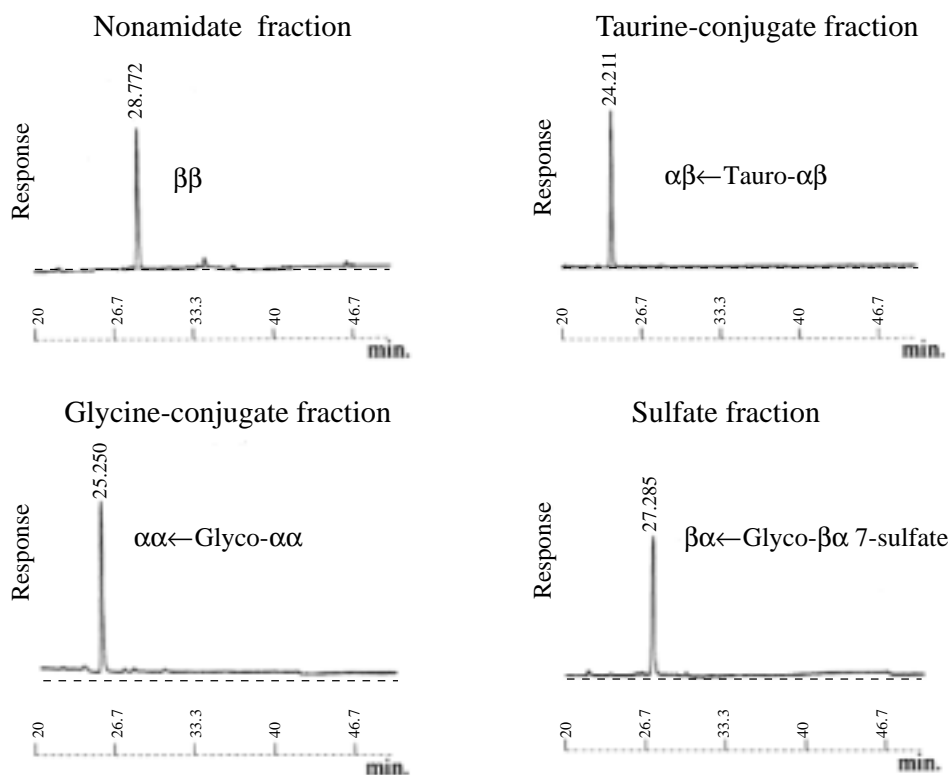 Nonamidate fraction
28.772
Response
ββ
20 26.7 33.3 40 46.7
min.
Taurine-conjugate fraction
24.211
Response
αβ←Tauro-αβ
20 26.7 33.3 40 46.7
min.
Glycine-conjugate fraction
25.250
Response
αα←Glyco-αα
20 26.7 33.3 40 46.7
min.
Sulfate fraction
27.285
Response
βα←Glyco-βα 7-sulfate
20 26.7 33.3 40 46.7
min.